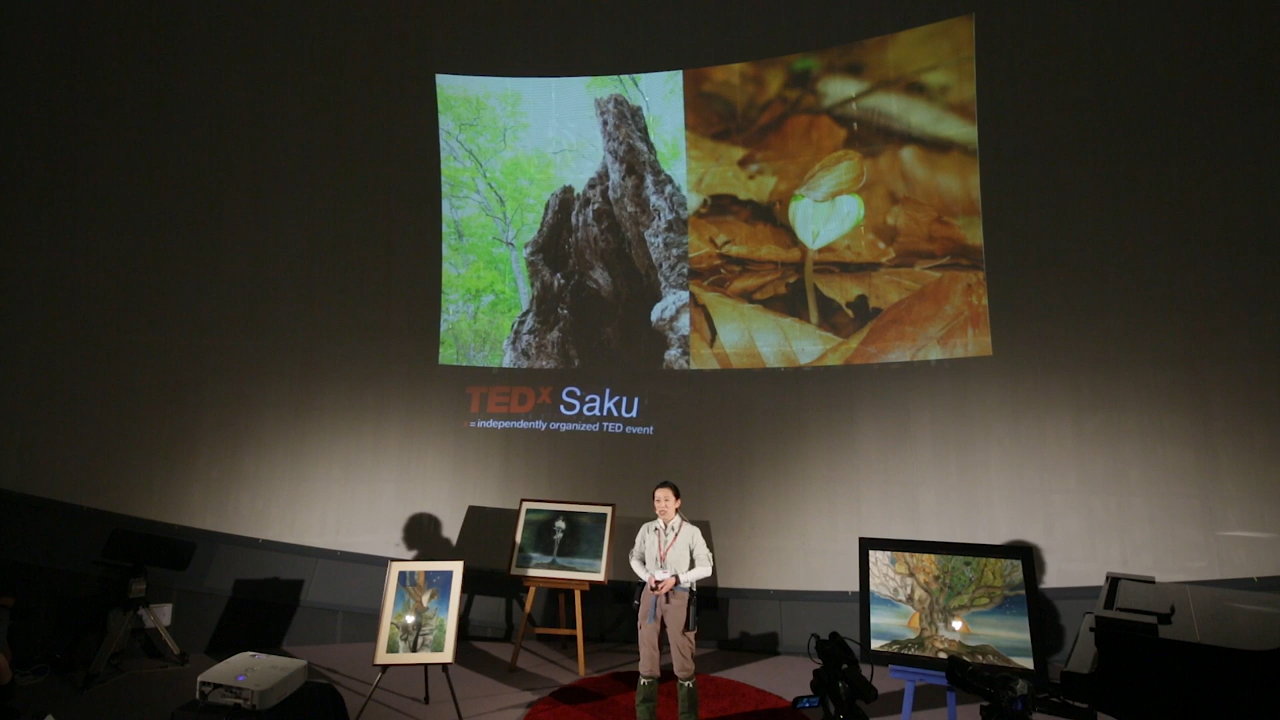 TEDx Saku
x = independently organized TED event